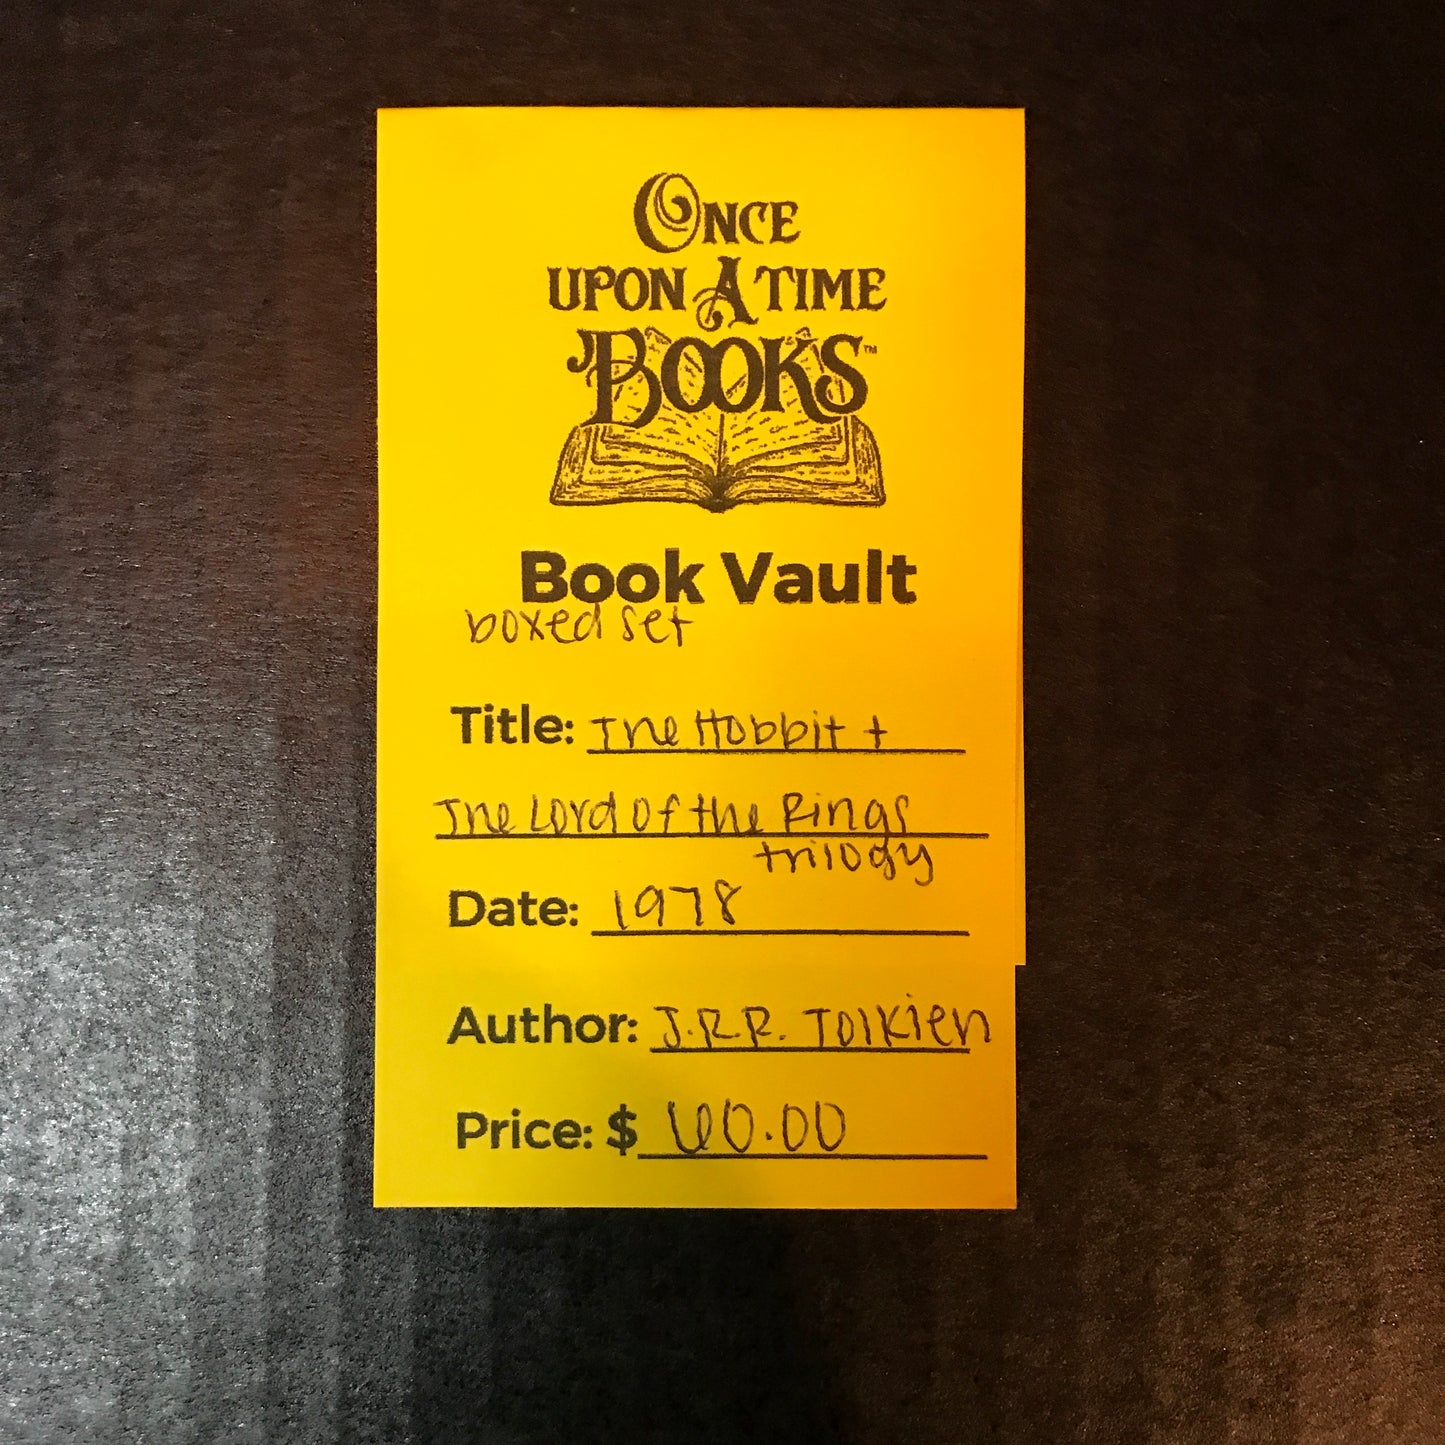 ONCE
UPON A TIME
BOOKS™
Book Vault
boxed set
Title: The Hobbit +
The Lord of the Rings
trilogy
Date: 1978
Author: J.R.R. Tolkien
Price: $ 60.00